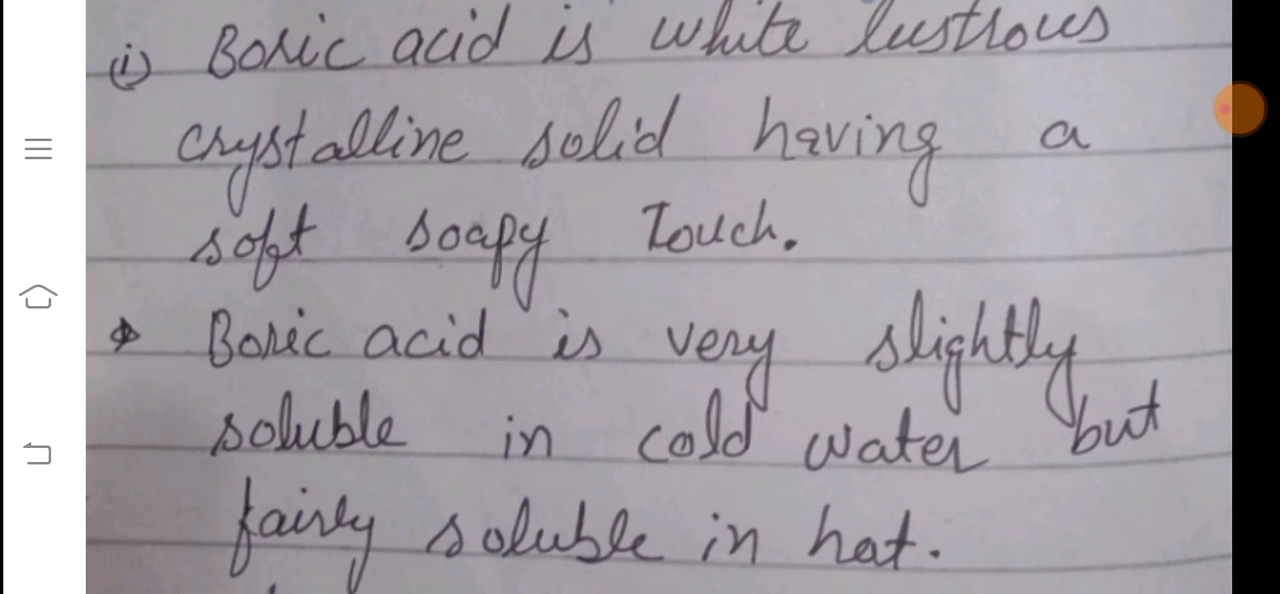 (i) Boric acid is white lustrous
crystalline solid having a
soft soapy Touch.
Boric acid is very slightly
soluble in cold water but
fairly soluble in hot.